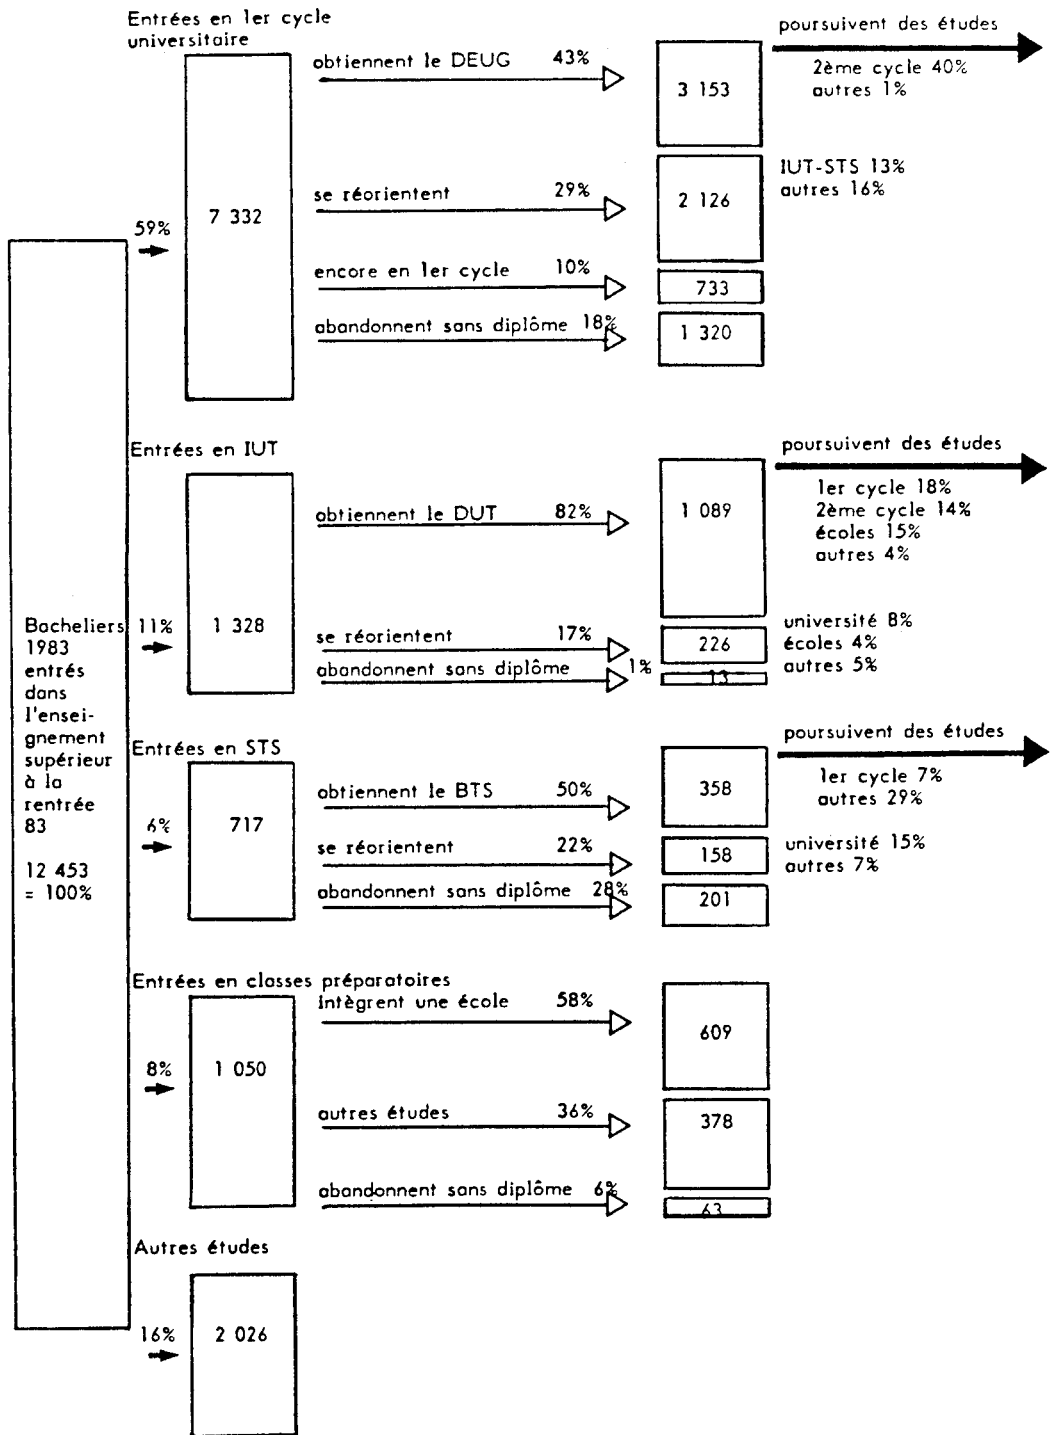 Entrées en 1er cycle
universitaire
7 332
59%
obtiennent le DEUG 43%
3 153
poursuivent des études
2ème cycle 40%
autres 1%
se réorientent 29%
2 126
IUT-STS 13%
autres 16%
encore en 1er cycle 10%
733
abandonnent sans diplôme 18%
1 320
Bacheliers
1983
entrés
dans
l'ensei-
gnement
supérieur
à la
rentrée
83
12 453
= 100%
Entrées en IUT
11%
1 328
obtiennent le DUT 82%
1 089
poursuivent des études
1er cycle 18%
2ème cycle 14%
écoles 15%
autres 4%
se réorientent 17%
226
université 8%
écoles 4%
autres 5%
abandonnent sans diplôme 1%
13
Entrées en STS
6%
717
obtiennent le BTS 50%
358
poursuivent des études
1er cycle 7%
autres 29%
se réorientent 22%
158
université 15%
autres 7%
abandonnent sans diplôme 28%
201
Entrées en classes préparatoires
8%
1 050
intègrent une école 58%
609
autres études 36%
378
abandonnent sans diplôme 6%
63
Autres études
16%
2 026